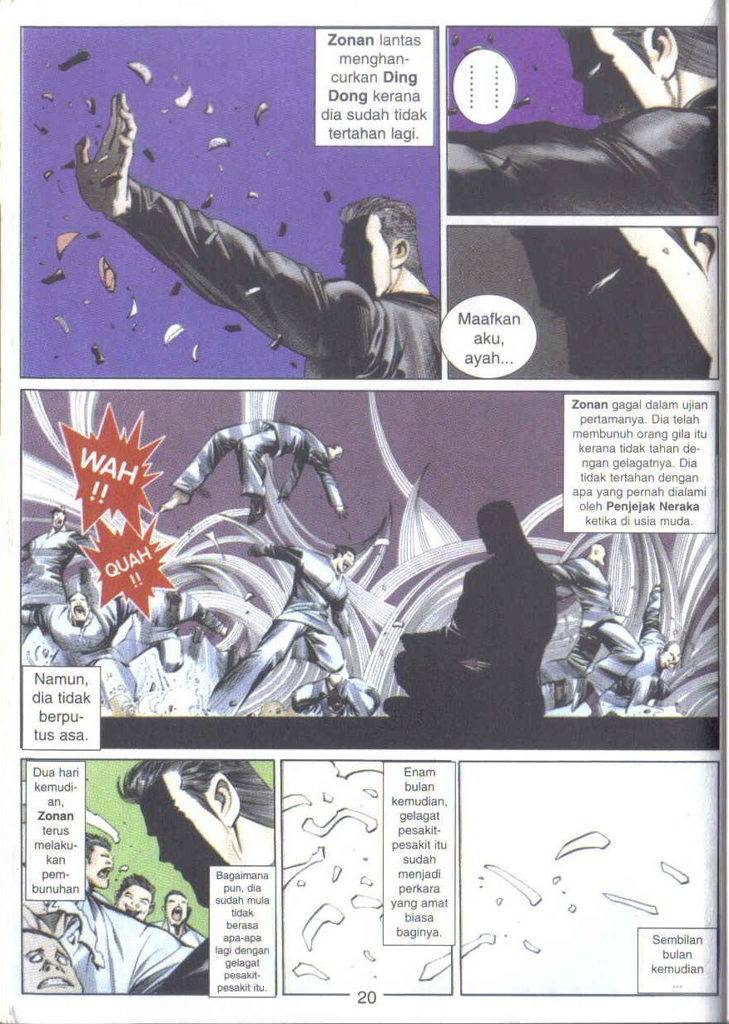 Zonan lantas
menghan-
curkan Ding
Dong kerana
dia sudah tidak
tertahan lagi.
Maafkan
aku,
ayah...
Zonan gagal dalam ujian
pertamanya. Dia telah
membunuh orang gila itu
kerana tidak tahan de-
ngan gelagatnya. Dia
tidak tertahan dengan
apa yang pernah dialami
oleh Penjejak Neraka
ketika di usia muda.
WAH
!!
QUAH
!!
Namun,
dia tidak
berpu-
tus asa.
Dua hari
kemudi-
an,
Zonan
terus
melaku-
kan
pem-
bunuhan
Bagaimana
pun, dia
sudah mula
tidak
berasa
apa-apa
lagi dengan
gelagat
pesakit-
pesakit itu.
Enam
bulan
kemudian,
gelagat
pesakit-
pesakit itu
sudah
menjadi
perkara
yang amat
biasa
baginya.
Sembilan
bulan
kemudian
...
20